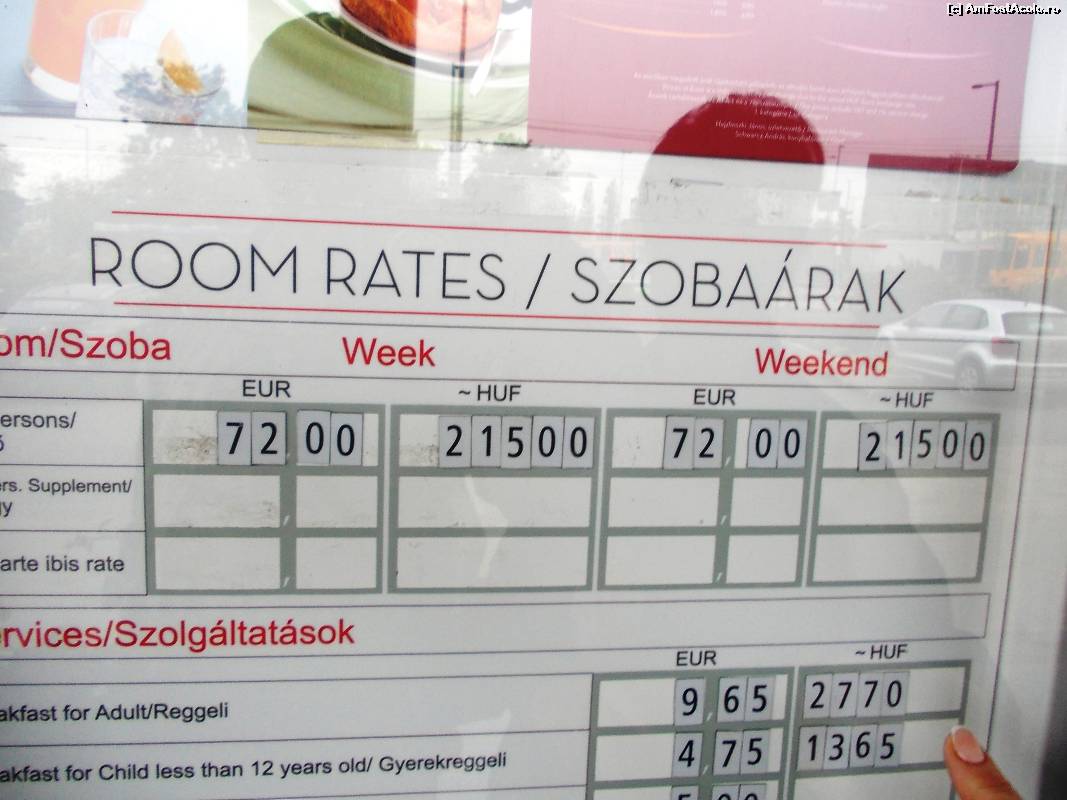 [c] AmFostAcolo.ro
ROOM RATES / SZOBAÁRAK
om/Szoba Week Weekend
EUR ~ HUF EUR ~ HUF
ersons/ 72 00 21500 72 , 00 21500
ő
ers. Supplement/ , ,
y
arte ibis rate , ,
ervices/Szolgáltatások
EUR ~ HUF
akfast for Adult/Reggeli 9,65 2770
akfast for Child less than 12 years old/ Gyerekreggeli 4,75 1365